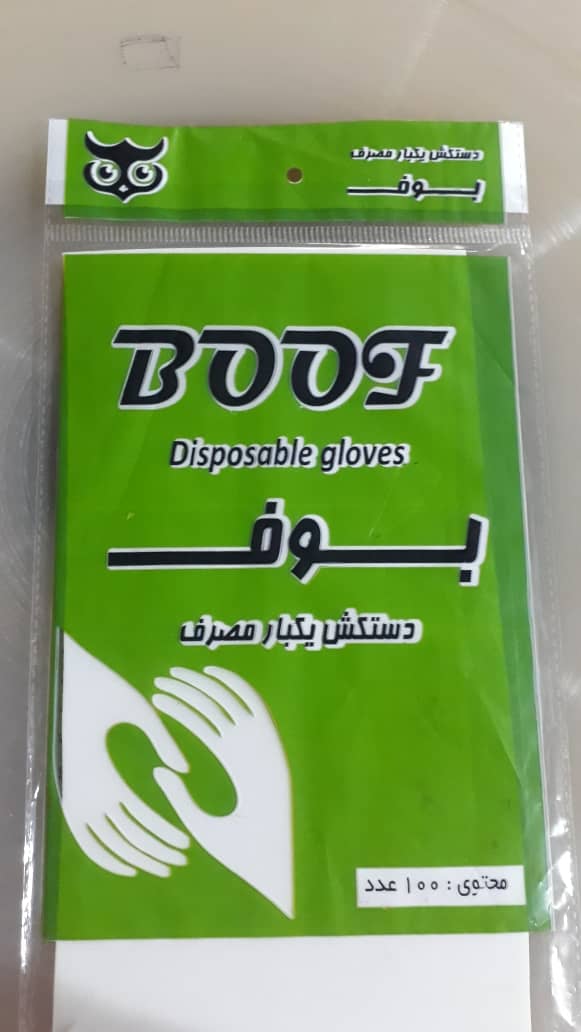 دستکش یکبار مصرف
بوف
BOOF
Disposable gloves
بوف
دستکش یکبار مصرف
محتوی : ۱۰۰ عدد